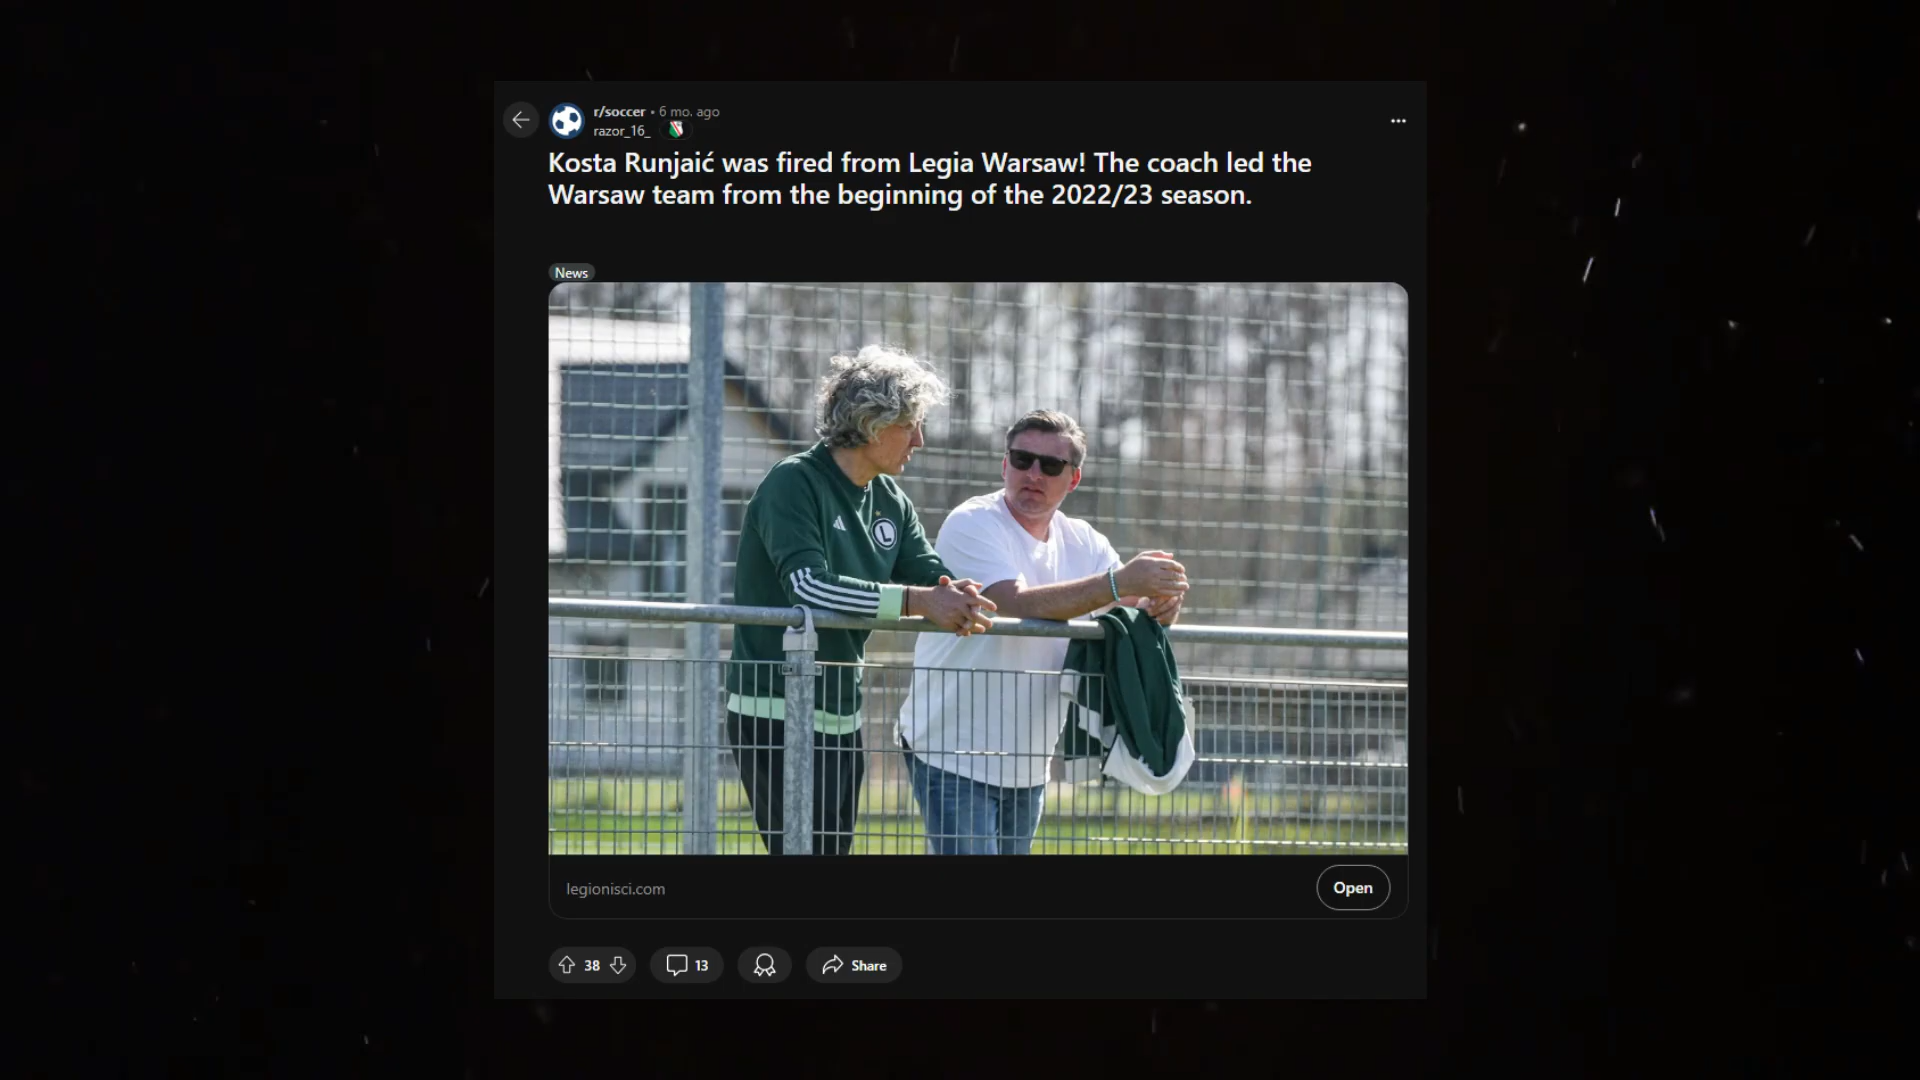 r/soccer • 6 mo. ago
razor_16_
Kosta Runjaić was fired from Legia Warsaw! The coach led the
Warsaw team from the beginning of the 2022/23 season.
News
L
legionisci.com
Open
38
13
Share